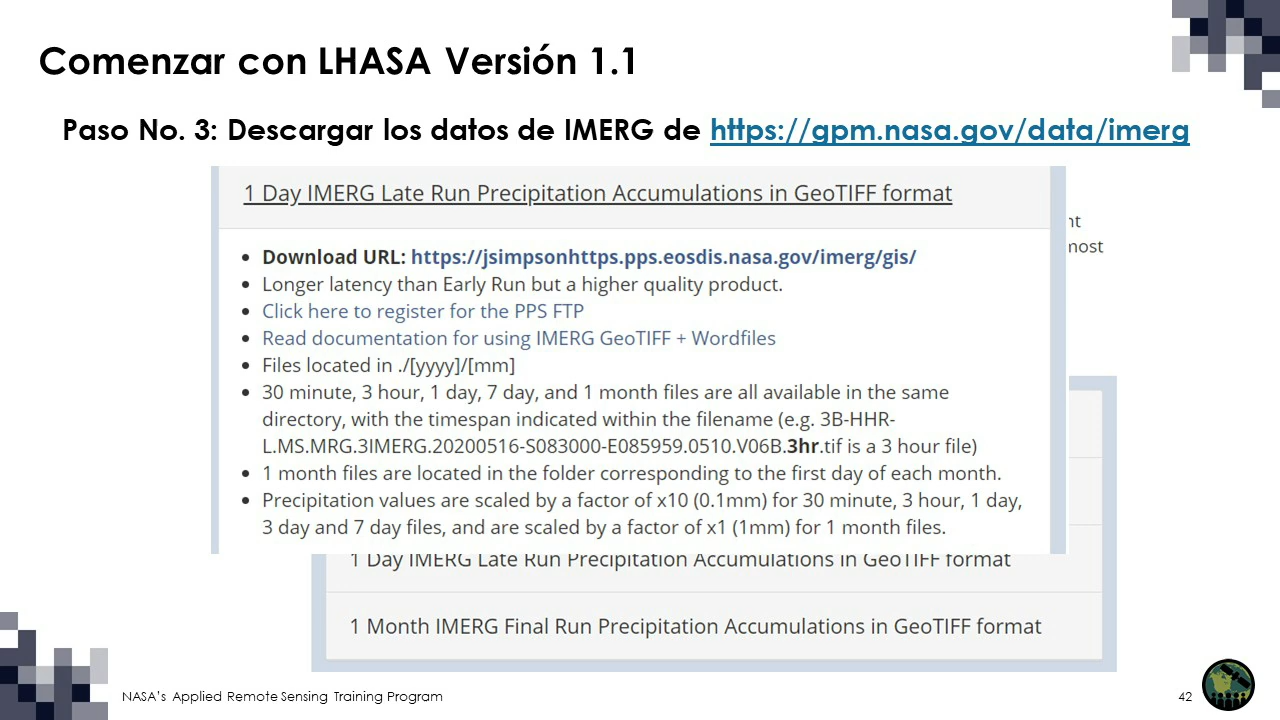 Comenzar con LHASA Versión 1.1
Paso No. 3: Descargar los datos de IMERG de https://gpm.nasa.gov/data/imerg
1 Day IMERG Late Run Precipitation Accumulations in GeoTIFF format
nt
most
• Download URL: https://jsimpsonhttps.pps.eosdis.nasa.gov/imerg/gis/
• Longer latency than Early Run but a higher quality product.
• Click here to register for the PPS FTP
• Read documentation for using IMERG GeoTIFF + Wordfiles
• Files located in ./[yyyy]/[mm]
• 30 minute, 3 hour, 1 day, 7 day, and 1 month files are all available in the same
directory, with the timespan indicated within the filename (e.g. 3B-HHR-
L.MS.MRG.3IMERG.20200516-S083000-E085959.0510.V06B.3hr.tif is a 3 hour file)
• 1 month files are located in the folder corresponding to the first day of each month.
• Precipitation values are scaled by a factor of x10 (0.1mm) for 30 minute, 3 hour, 1 day,
3 day and 7 day files, and are scaled by a factor of x1 (1mm) for 1 month files.
1 Day IMERG Late Run Precipitation Accumulations in GeoTIFF format
1 Month IMERG Final Run Precipitation Accumulations in GeoTIFF format
NASA's Applied Remote Sensing Training Program
42